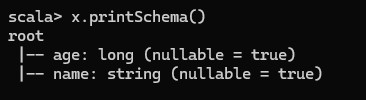 scala> x.printSchema()
root
 |-- age: long (nullable = true)
 |-- name: string (nullable = true)